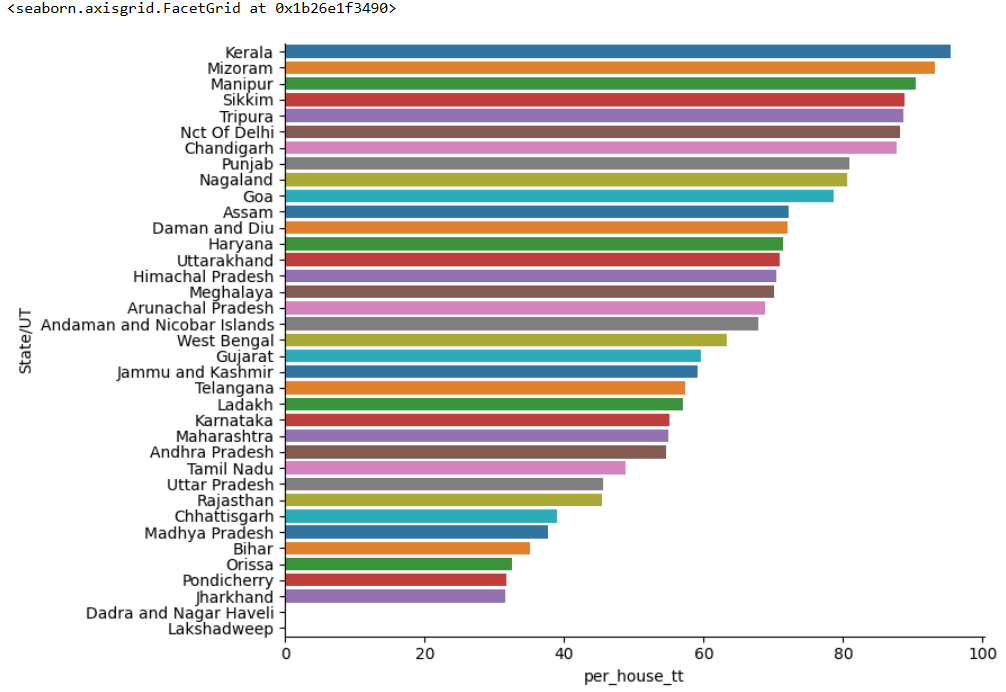 <seaborn.axisgrid.FacetGrid at 0x1b26e1f3490>
Kerala
Mizoram
Manipur
Sikkim
Tripura
Nct Of Delhi
Chandigarh
Punjab
Nagaland
Goa
Assam
Daman and Diu
Haryana
Uttarakhand
Himachal Pradesh
Meghalaya
Arunachal Pradesh
Andaman and Nicobar Islands
West Bengal
Gujarat
Jammu and Kashmir
Telangana
Ladakh
Karnataka
Maharashtra
Andhra Pradesh
Tamil Nadu
Uttar Pradesh
Rajasthan
Chhattisgarh
Madhya Pradesh
Bihar
Orissa
Pondicherry
Jharkhand
Dadra and Nagar Haveli
Lakshadweep
State/UT
0 20 40 60 80 100
per_house_tt